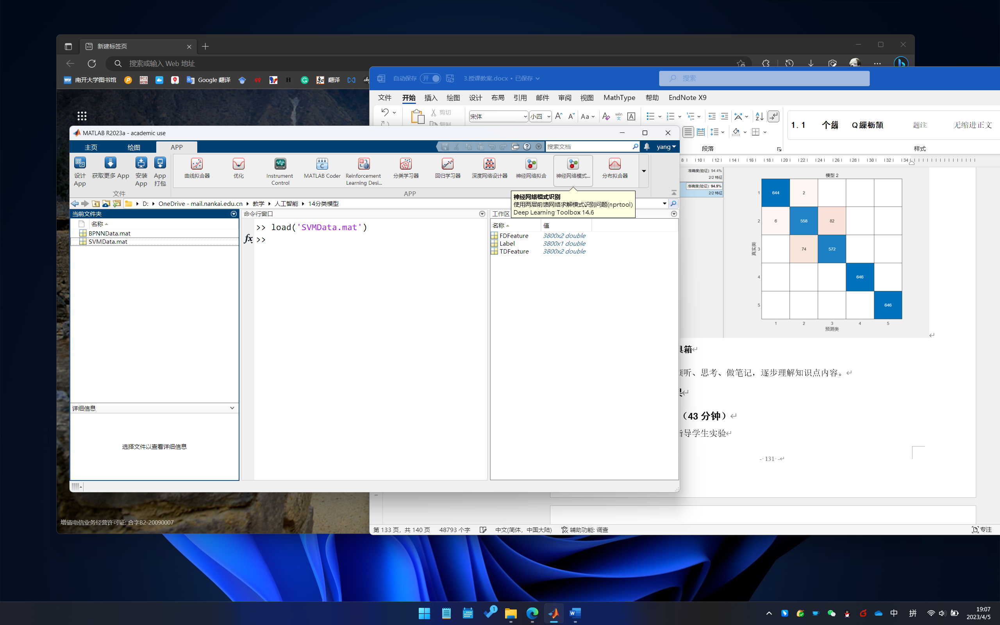 新建标签页
搜索或输入 Web 地址
南开大学图书馆
SCI HUB
Google 翻译
翻译
自动保存 开 3.授课教案.docx • 已保存
搜索
文件 开始 插入 绘图 设计 布局 引用 邮件 审阅 视图 MathType 帮助 EndNote X9
剪切
复制
宋体 小四
Aa
1. 1
题注
无缩进正文
段落
样式
MATLAB R2023a - academic use
主页 绘图 APP
搜索文档
yang
设计 App
获取更多 App
安装 App
App 打包
曲线拟合器
优化
Instrument Control
MATLAB Coder
Reinforcement Learning Desi...
分类学习器
回归学习器
深度网络设计器
神经网络拟合
神经网络模式...
分布拟合器
文件
APP
神经网络模式识别
使用两层前馈网络求解模式识别问题(nprtool)
Deep Learning Toolbox 14.6
D: OneDrive - mail.nankai.edu.cn 教学 人工智能 14分类模型
当前文件夹
名称
BPNNData.mat
SVMData.mat
详细信息
选择文件以查看详细信息
命令行窗口
>> load('SVMData.mat')
fx >>
工作区
名称 值
FDFeature 3800x2 double
Label 3800x1 double
TDFeature 3800x2 double
8 10 12 14 16 18 20 22 24 26 28 30 32 34
准确度(验证): 94.4%
2/2 特征
准确度(验证): 94.9%
2/2 特征
模型 2
1 644 2
2 6 558 82
真实类
3 74 572
4 646
5 646
1 2 3 4 5
预测类
具箱
倾听、思考、做笔记，逐步理解知识点内容。
（43 分钟）
指导学生实验
- 131 -
增值电信业务经营许可证: 合字B2-20090007
第 133 页，共 140 页 48793 个字 中文(简体，中国大陆) 辅助功能: 调查
专注
1
中 拼
19:07
2023/4/5